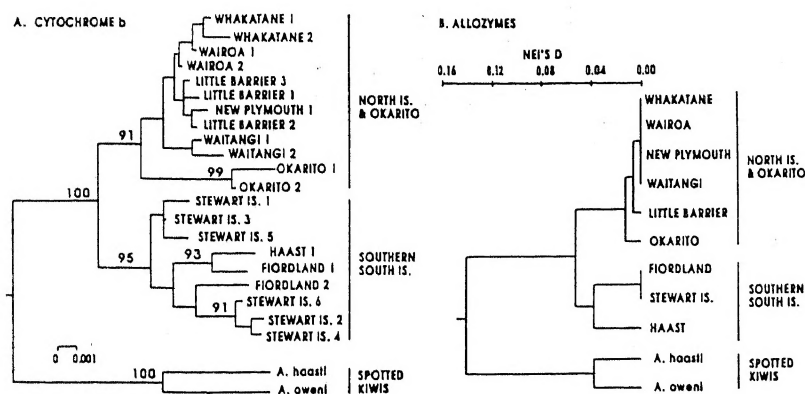 A. CYTOCHROME b
WHAKATANE 1
WHAKATANE 2
WAIROA 1
WAIROA 2
LITTLE BARRIER 3
LITTLE BARRIER 1
NEW PLYMOUTH 1
LITTLE BARRIER 2
WAITANGI 1
WAITANGI 2
OKARITO 1
OKARITO 2
STEWART IS. 1
STEWART IS. 3
STEWART IS. 5
HAAST 1
FIORDLAND 1
FIORDLAND 2
STEWART IS. 6
STEWART IS. 2
STEWART IS. 4
A. haastii
A. oweni
91
99
100
95
93
91
100
0 0.001
NORTH IS.
& OKARITO
SOUTHERN
SOUTH IS.
SPOTTED
KIWIS
B. ALLOZYMES
NEI'S D
0.16 0.12 0.08 0.04 0.00
WHAKATANE
WAIROA
NEW PLYMOUTH
WAITANGI
LITTLE BARRIER
OKARITO
FIORDLAND
STEWART IS.
HAAST
A. haastii
A. oweni
NORTH IS.
& OKARITO
SOUTHERN
SOUTH IS.
SPOTTED
KIWIS